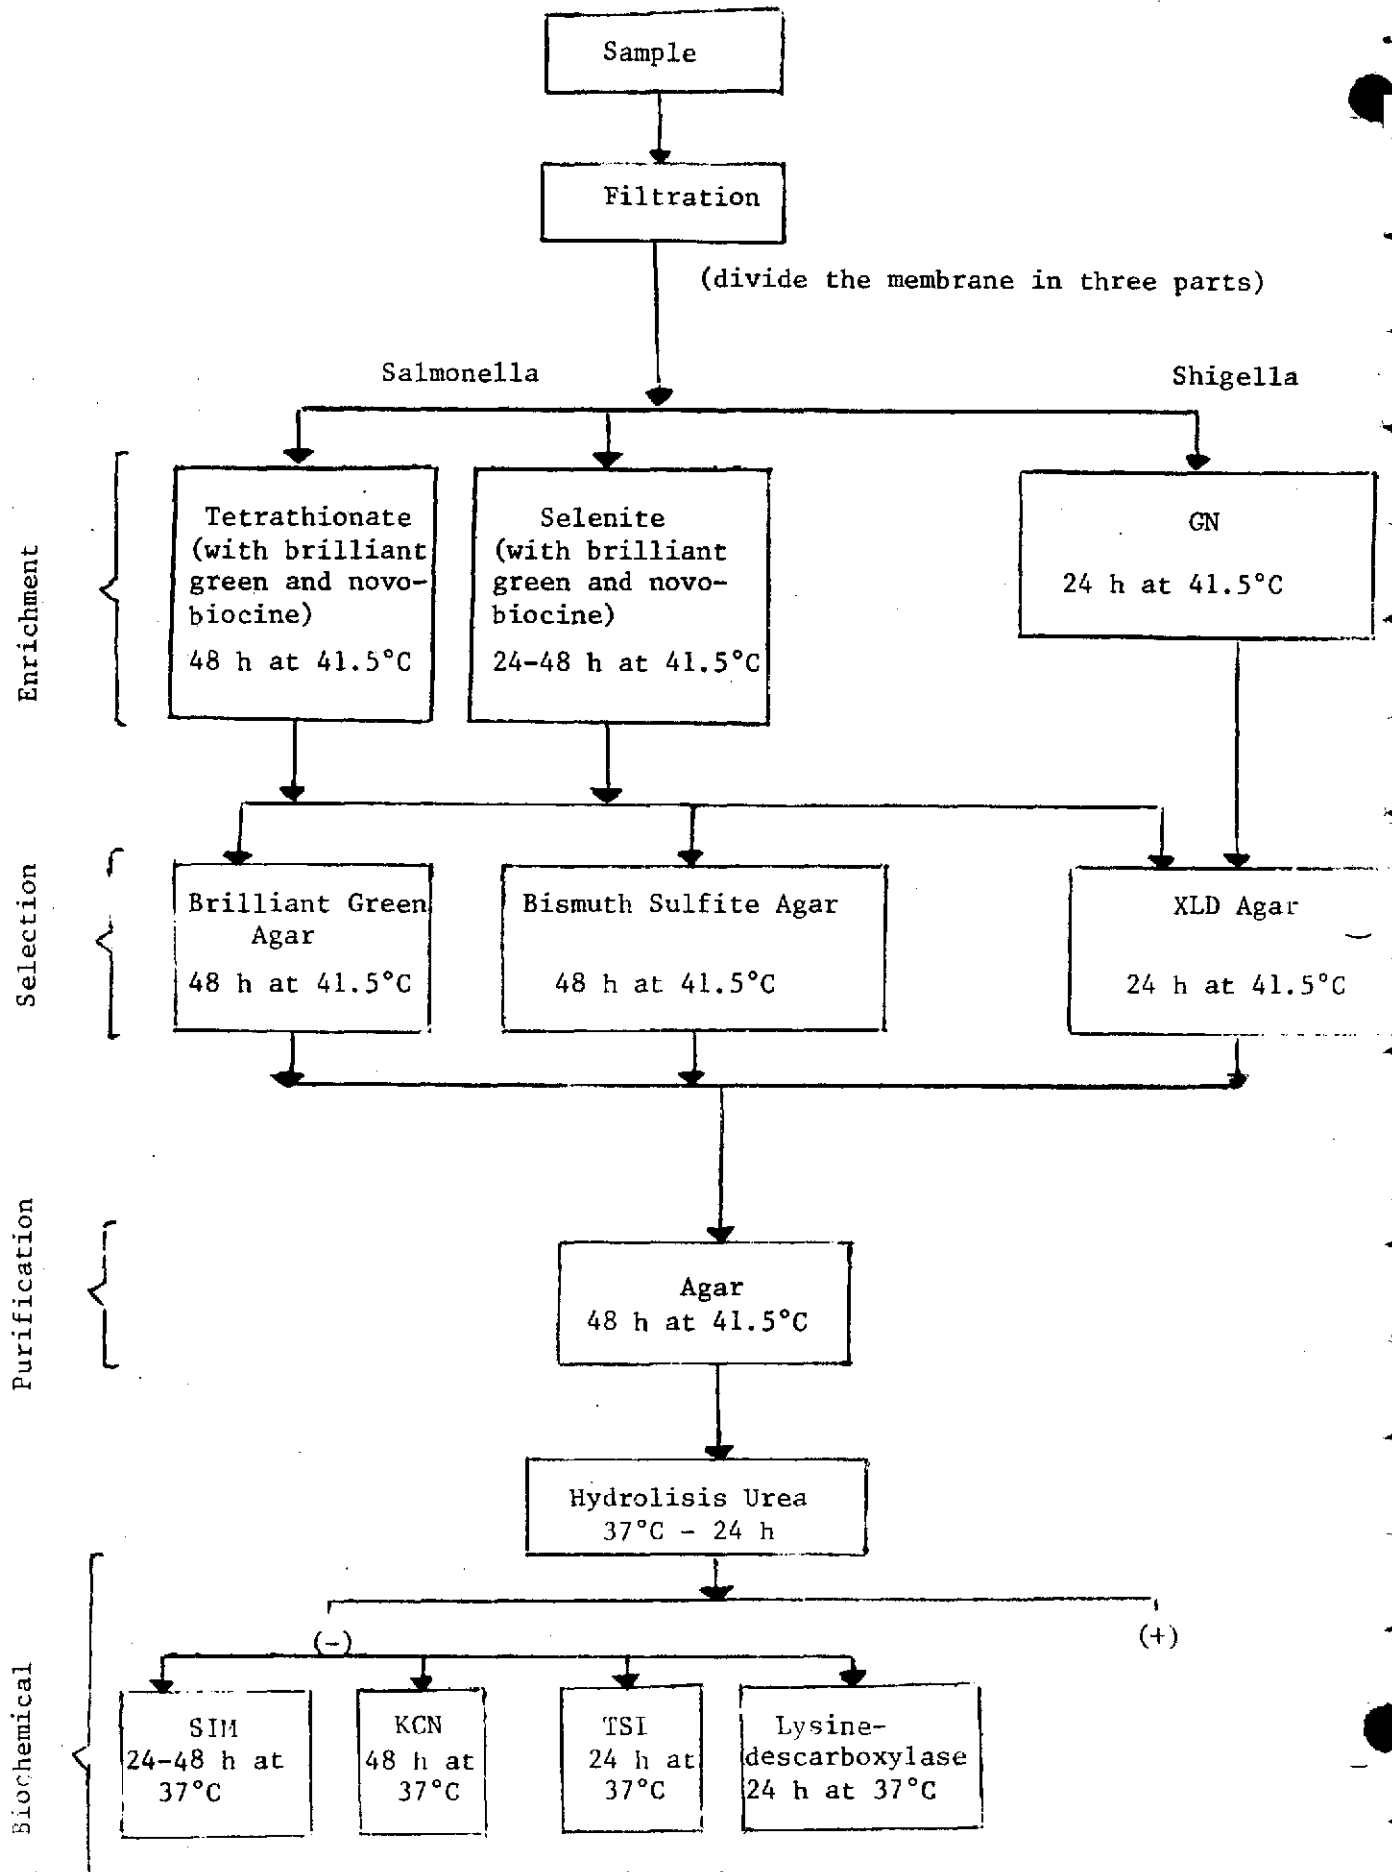 Sample
Filtration
(divide the membrane in three parts)
Salmonella
Shigella
Enrichment
Tetrathionate
(with brilliant
green and novo-
biocine)
48 h at 41.5°C
Selenite
(with brilliant
green and novo-
biocine)
24-48 h at 41.5°C
GN
24 h at 41.5°C
Selection
Brilliant Green
Agar
48 h at 41.5°C
Bismuth Sulfite Agar
48 h at 41.5°C
XLD Agar
24 h at 41.5°C
Purification
Agar
48 h at 41.5°C
Hydrolisis Urea
37°C - 24 h
Biochemical
(-)
(+)
SIM
24-48 h at
37°C
KCN
48 h at
37°C
TSI
24 h at
37°C
Lysine-
descarboxylase
24 h at 37°C